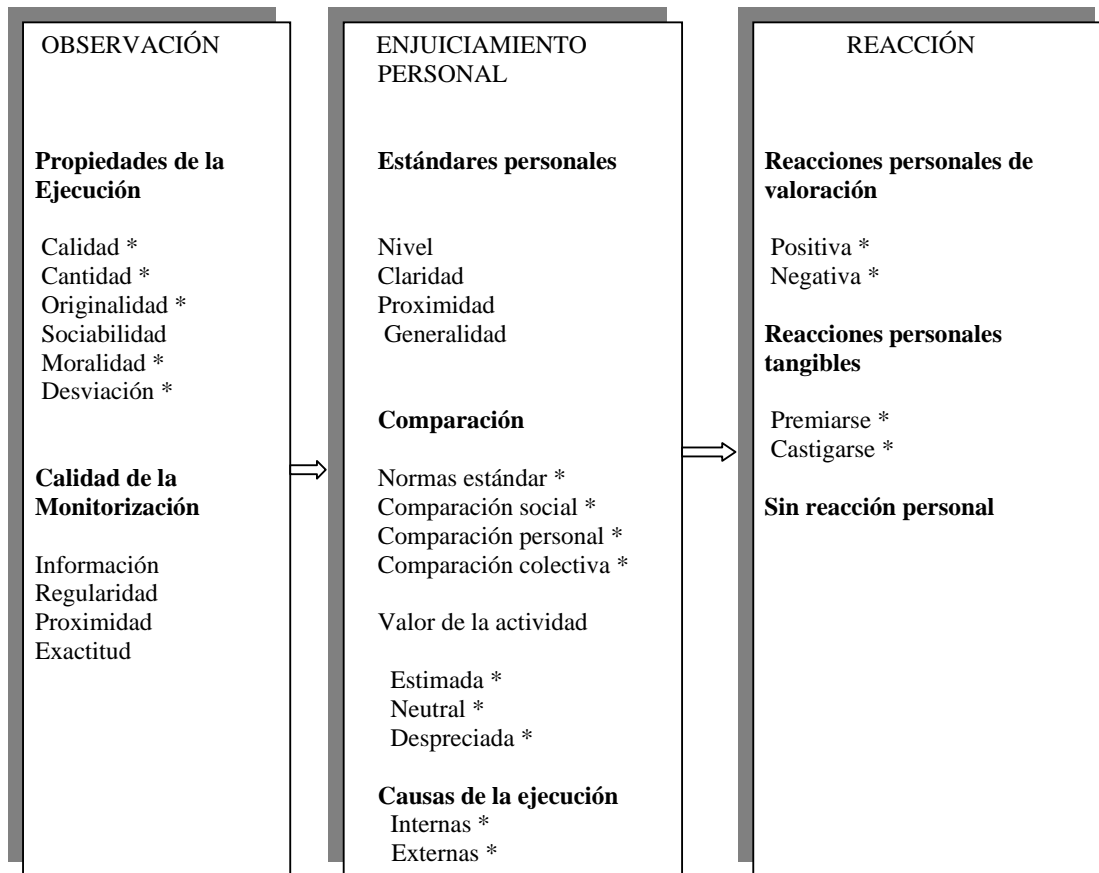 OBSERVACIÓN
Propiedades de la
Ejecución
Calidad *
Cantidad *
Originalidad *
Sociabilidad
Moralidad *
Desviación *
Calidad de la
Monitorización
Información
Regularidad
Proximidad
Exactitud
ENJUICIAMIENTO
PERSONAL
Estándares personales
Nivel
Claridad
Proximidad
Generalidad
Comparación
Normas estándar *
Comparación social *
Comparación personal *
Comparación colectiva *
Valor de la actividad
Estimada *
Neutral *
Despreciada *
Causas de la ejecución
Internas *
Externas *
REACCIÓN
Reacciones personales de
valoración
Positiva *
Negativa *
Reacciones personales
tangibles
Premiarse *
Castigarse *
Sin reacción personal